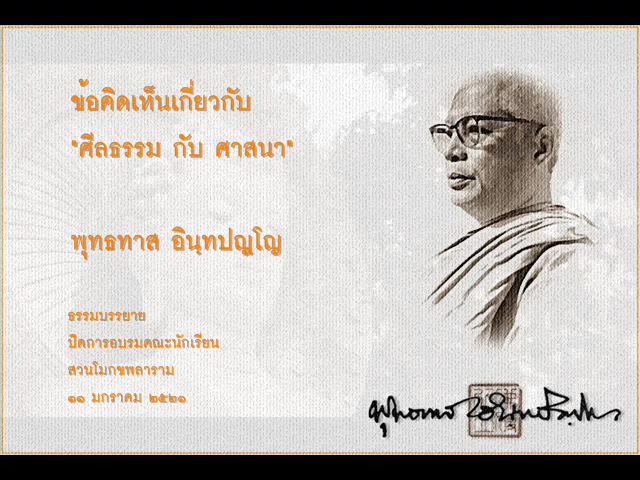 ข้อคิดเห็นเกี่ยวกับ
"ศีลธรรม กับ ศาสนา"
พุทธทาส อินฺทปญฺโญ
ธรรมบรรยาย
ปิดการอบรมคณะนักเรียน
สวนโมกขพลาราม
๑๑ มกราคม ๒๕๒๑